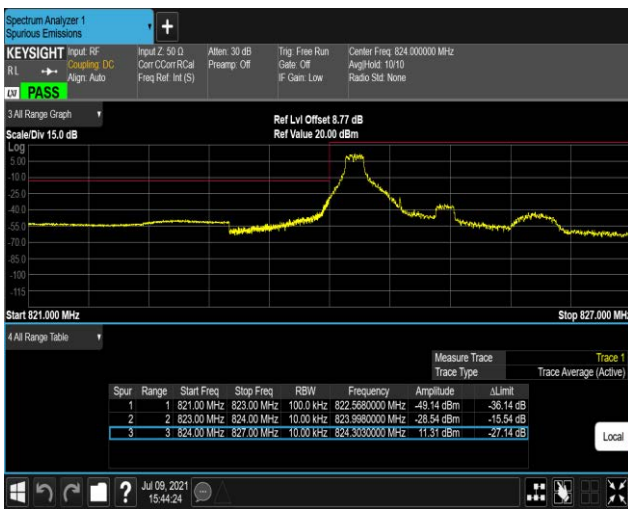 Spectrum Analyzer 1
Spurious Emissions
+
KEYSIGHT Input: RF Input Z: 50 Ω Atten: 30 dB Trig: Free Run Center Freq: 824.000000 MHz
RL Coupling: DC Corr CCorr RCal Preamp: Off Gate: Off Avg|Hold: 10/10
Align: Auto Freq Ref: Int (S) IF Gain: Low Radio Std: None
LXI PASS
3 All Range Graph
Ref Lvl Offset 8.77 dB
Scale/Div 15.0 dB Ref Value 20.00 dBm
Log
5.00
-10.0
-25.0
-40.0
-55.0
-70.0
-85.0
-100
-115
Start 821.000 MHz Stop 827.000 MHz
4 All Range Table
Measure Trace Trace 1
Trace Type Trace Average (Active)
Spur Range Start Freq Stop Freq RBW Frequency Amplitude ΔLimit
1 1 821.00 MHz 823.00 MHz 100.0 kHz 822.5680000 MHz -49.14 dBm -36.14 dB
2 2 823.00 MHz 824.00 MHz 10.00 kHz 823.9980000 MHz -28.54 dBm -15.54 dB
3 3 824.00 MHz 827.00 MHz 10.00 kHz 824.3030000 MHz 11.31 dBm -27.14 dB
Local
? Jul 09, 2021
15:44:24